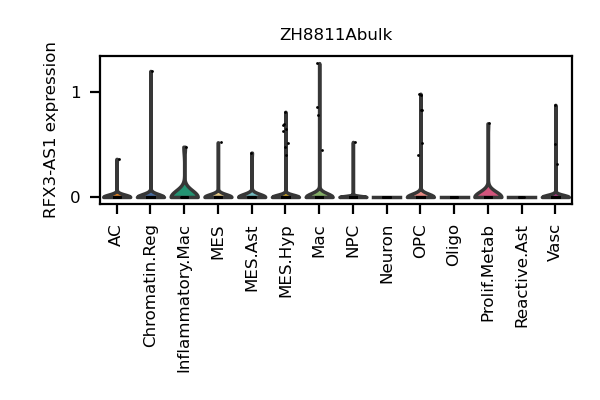 ZH8811Abulk
RFX3-AS1 expression
1
0
AC
Chromatin.Reg
Inflammatory.Mac
MES
MES.Ast
MES.Hyp
Mac
NPC
Neuron
OPC
Oligo
Prolif.Metab
Reactive.Ast
Vasc